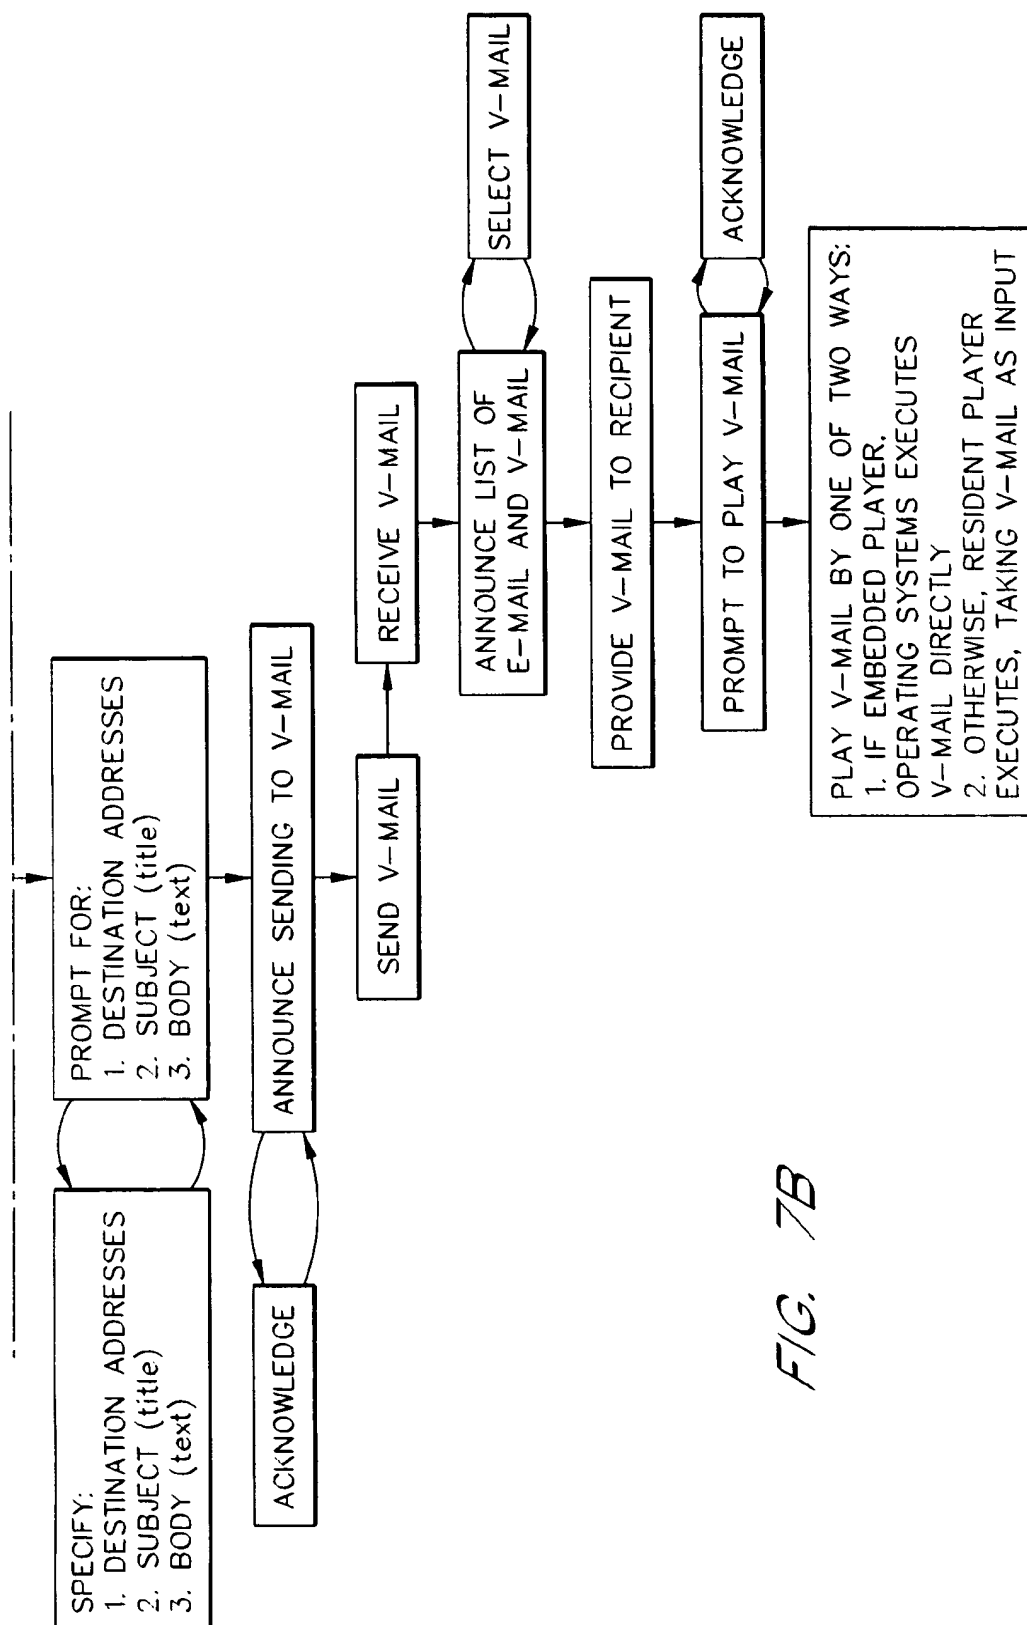 SPECIFY:
1. DESTINATION ADDRESSES
2. SUBJECT (title)
3. BODY (text)
PROMPT FOR:
1. DESTINATION ADDRESSES
2. SUBJECT (title)
3. BODY (text)
ACKNOWLEDGE
ANNOUNCE SENDING TO V-MAIL
SEND V-MAIL
RECEIVE V-MAIL
ANNOUNCE LIST OF
E-MAIL AND V-MAIL
SELECT V-MAIL
PROVIDE V-MAIL TO RECIPIENT
PROMPT TO PLAY V-MAIL
ACKNOWLEDGE
PLAY V-MAIL BY ONE OF TWO WAYS:
1. IF EMBEDDED PLAYER,
OPERATING SYSTEMS EXECUTES
V-MAIL DIRECTLY
2. OTHERWISE, RESIDENT PLAYER
EXECUTES, TAKING V-MAIL AS INPUT
FIG. 7B